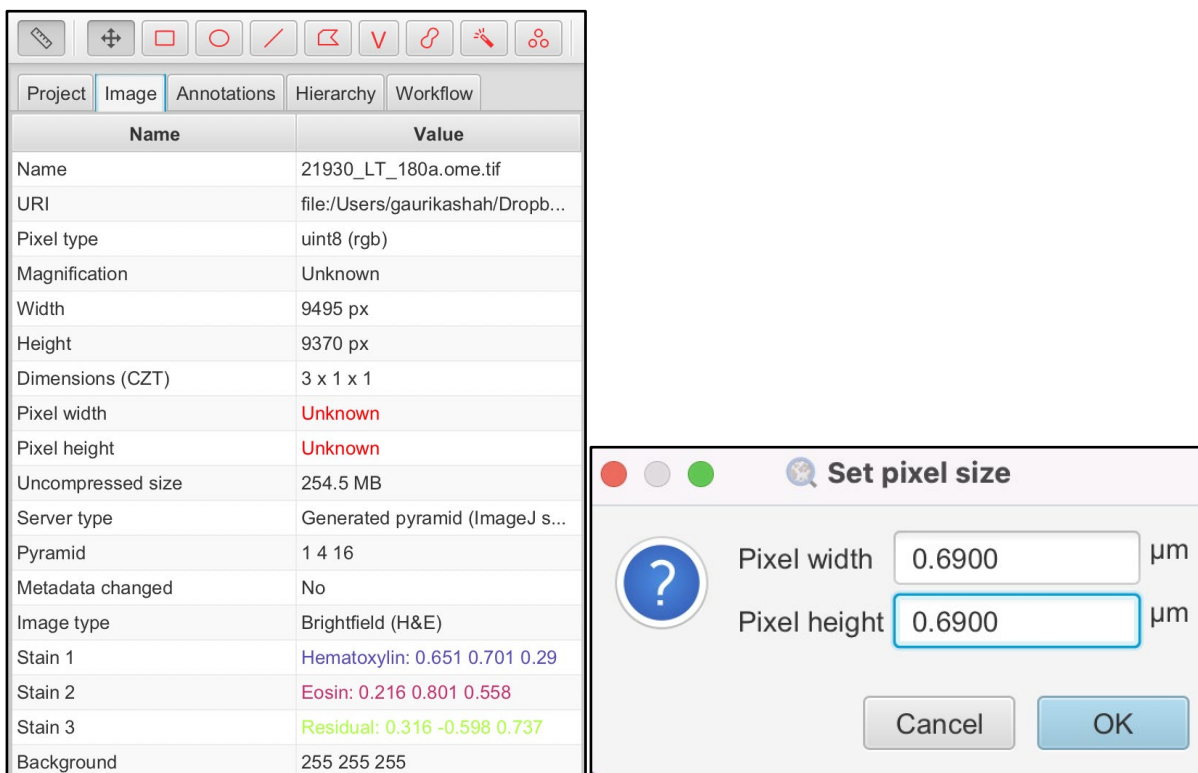 Project Image Annotations Hierarchy Workflow
Name Value
Name 21930_LT_180a.ome.tif
URI file:/Users/gaurikashah/Dropb...
Pixel type uint8 (rgb)
Magnification Unknown
Width 9495 px
Height 9370 px
Dimensions (CZT) 3 x 1 x 1
Pixel width Unknown
Pixel height Unknown
Uncompressed size 254.5 MB
Server type Generated pyramid (ImageJ s...
Pyramid 1 4 16
Metadata changed No
Image type Brightfield (H&E)
Stain 1 Hematoxylin: 0.651 0.701 0.29
Stain 2 Eosin: 0.216 0.801 0.558
Stain 3 Residual: 0.316 -0.598 0.737
Background 255 255 255
Set pixel size
Pixel width 0.6900 µm
Pixel height 0.6900 µm
Cancel OK